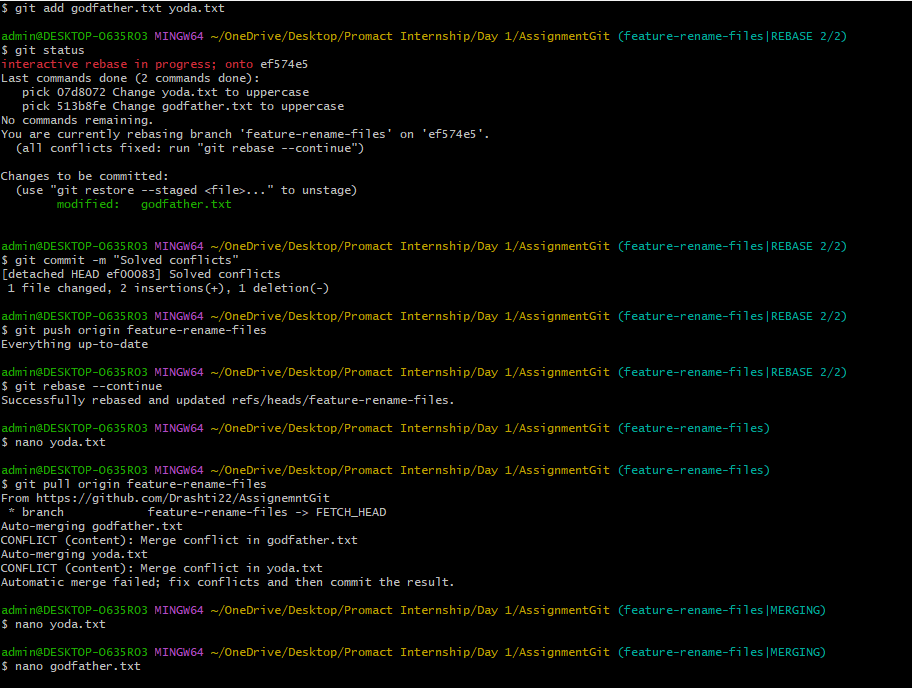 $ git add godfather.txt yoda.txt
admin@DESKTOP-O635RO3 MINGW64 ~/OneDrive/Desktop/Promact Internship/Day 1/AssignmentGit (feature-rename-files|REBASE 2/2)
$ git status
interactive rebase in progress; onto ef574e5
Last commands done (2 commands done):
   pick 07d8072 Change yoda.txt to uppercase
   pick 513b8fe Change godfather.txt to uppercase
No commands remaining.
You are currently rebasing branch 'feature-rename-files' on 'ef574e5'.
  (all conflicts fixed: run "git rebase --continue")
Changes to be committed:
  (use "git restore --staged <file>..." to unstage)
        modified:   godfather.txt
admin@DESKTOP-O635RO3 MINGW64 ~/OneDrive/Desktop/Promact Internship/Day 1/AssignmentGit (feature-rename-files|REBASE 2/2)
$ git commit -m "Solved conflicts"
[detached HEAD ef00083] Solved conflicts
 1 file changed, 2 insertions(+), 1 deletion(-)
admin@DESKTOP-O635RO3 MINGW64 ~/OneDrive/Desktop/Promact Internship/Day 1/AssignmentGit (feature-rename-files|REBASE 2/2)
$ git push origin feature-rename-files
Everything up-to-date
admin@DESKTOP-O635RO3 MINGW64 ~/OneDrive/Desktop/Promact Internship/Day 1/AssignmentGit (feature-rename-files|REBASE 2/2)
$ git rebase --continue
Successfully rebased and updated refs/heads/feature-rename-files.
admin@DESKTOP-O635RO3 MINGW64 ~/OneDrive/Desktop/Promact Internship/Day 1/AssignmentGit (feature-rename-files)
$ nano yoda.txt
admin@DESKTOP-O635RO3 MINGW64 ~/OneDrive/Desktop/Promact Internship/Day 1/AssignmentGit (feature-rename-files)
$ git pull origin feature-rename-files
From https://github.com/Drashti22/AssignemntGit
 * branch            feature-rename-files -> FETCH_HEAD
Auto-merging godfather.txt
CONFLICT (content): Merge conflict in godfather.txt
Auto-merging yoda.txt
CONFLICT (content): Merge conflict in yoda.txt
Automatic merge failed; fix conflicts and then commit the result.
admin@DESKTOP-O635RO3 MINGW64 ~/OneDrive/Desktop/Promact Internship/Day 1/AssignmentGit (feature-rename-files|MERGING)
$ nano yoda.txt
admin@DESKTOP-O635RO3 MINGW64 ~/OneDrive/Desktop/Promact Internship/Day 1/AssignmentGit (feature-rename-files|MERGING)
$ nano godfather.txt